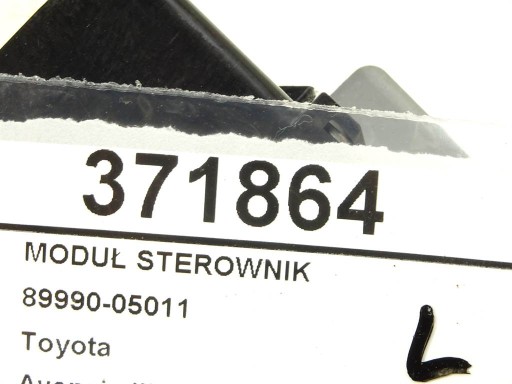 371864
MODUŁ STEROWNIK
89990-05011
Toyota
L